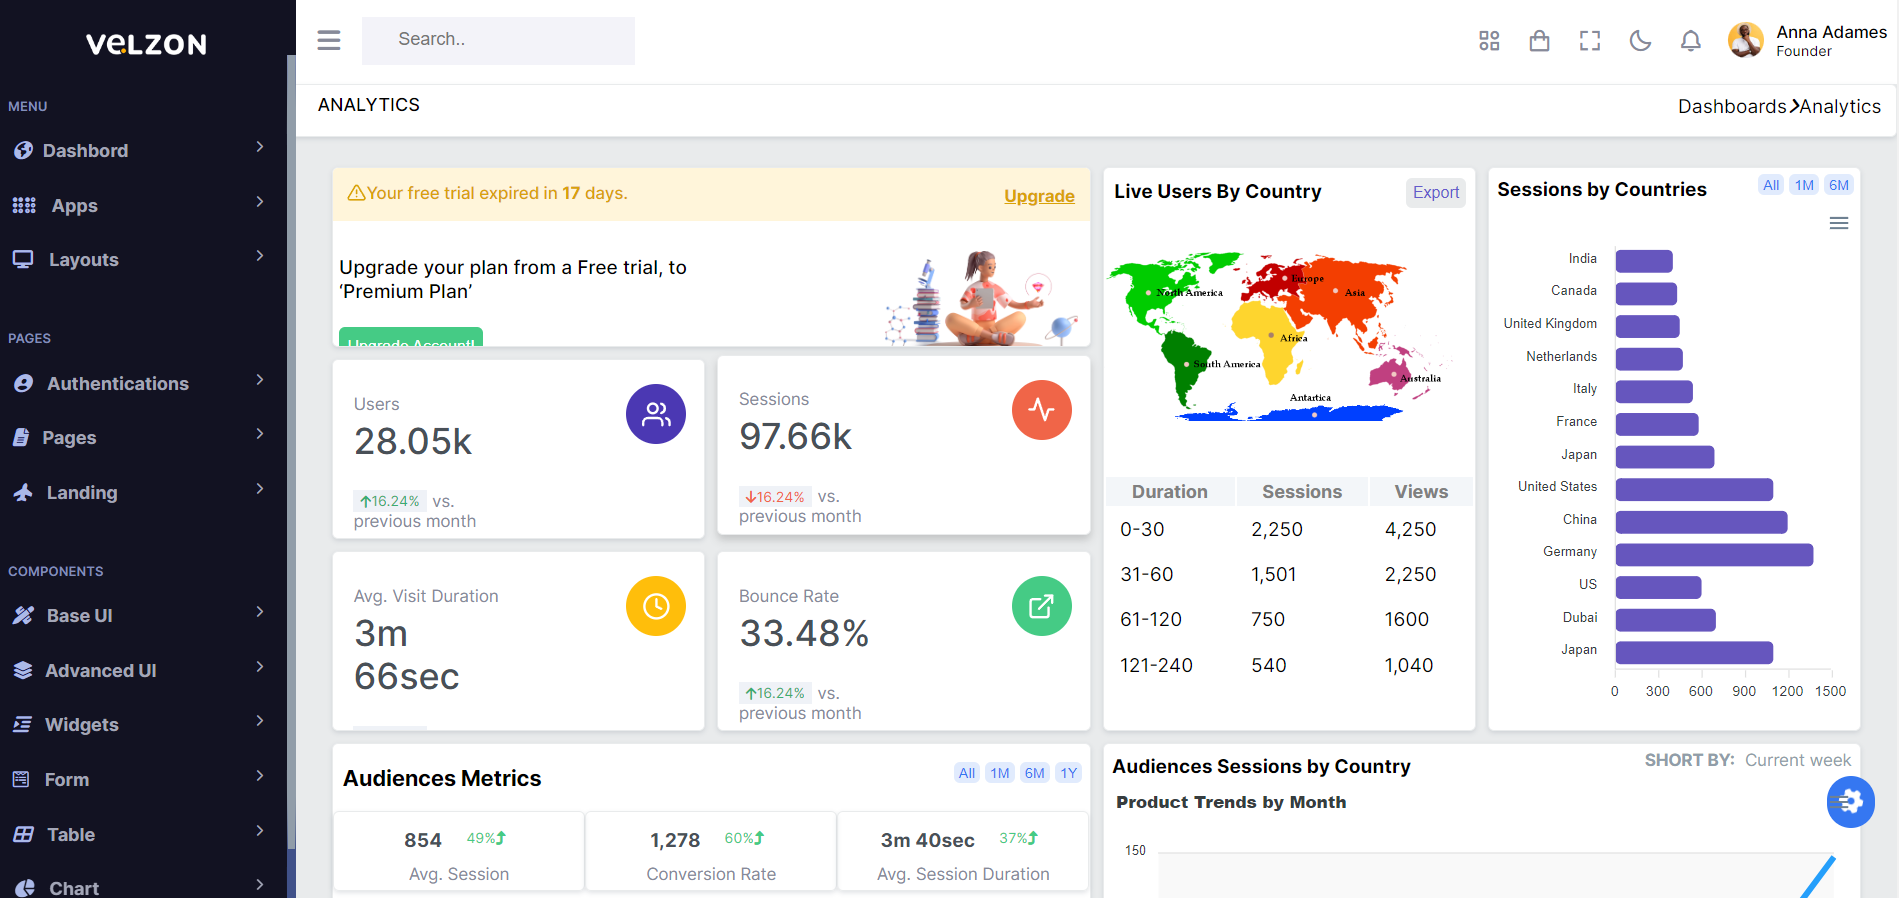 VELZON
Search..
Anna Adames
Founder
MENU
Dashbord
Apps
Layouts
PAGES
Authentications
Pages
Landing
COMPONENTS
Base UI
Advanced UI
Widgets
Form
Table
Chart
ANALYTICS
Dashboards Analytics
Your free trial expired in 17 days.
Upgrade
Upgrade your plan from a Free trial, to
‘Premium Plan’
Upgrade Account!
Users
28.05k
16.24% vs.
previous month
Sessions
97.66k
16.24% vs.
previous month
Avg. Visit Duration
3m
66sec
Bounce Rate
33.48%
16.24% vs.
previous month
Live Users By Country
Export
North America
Europe
Asia
Africa
South America
Australia
Antartica
Duration Sessions Views
0-30 2,250 4,250
31-60 1,501 2,250
61-120 750 1600
121-240 540 1,040
Sessions by Countries
All 1M 6M
India
Canada
United Kingdom
Netherlands
Italy
France
Japan
United States
China
Germany
US
Dubai
Japan
0 300 600 900 1200 1500
Audiences Metrics
All 1M 6M 1Y
854 49%
Avg. Session
1,278 60%
Conversion Rate
3m 40sec 37%
Avg. Session Duration
Audiences Sessions by Country
SHORT BY: Current week
Product Trends by Month
150